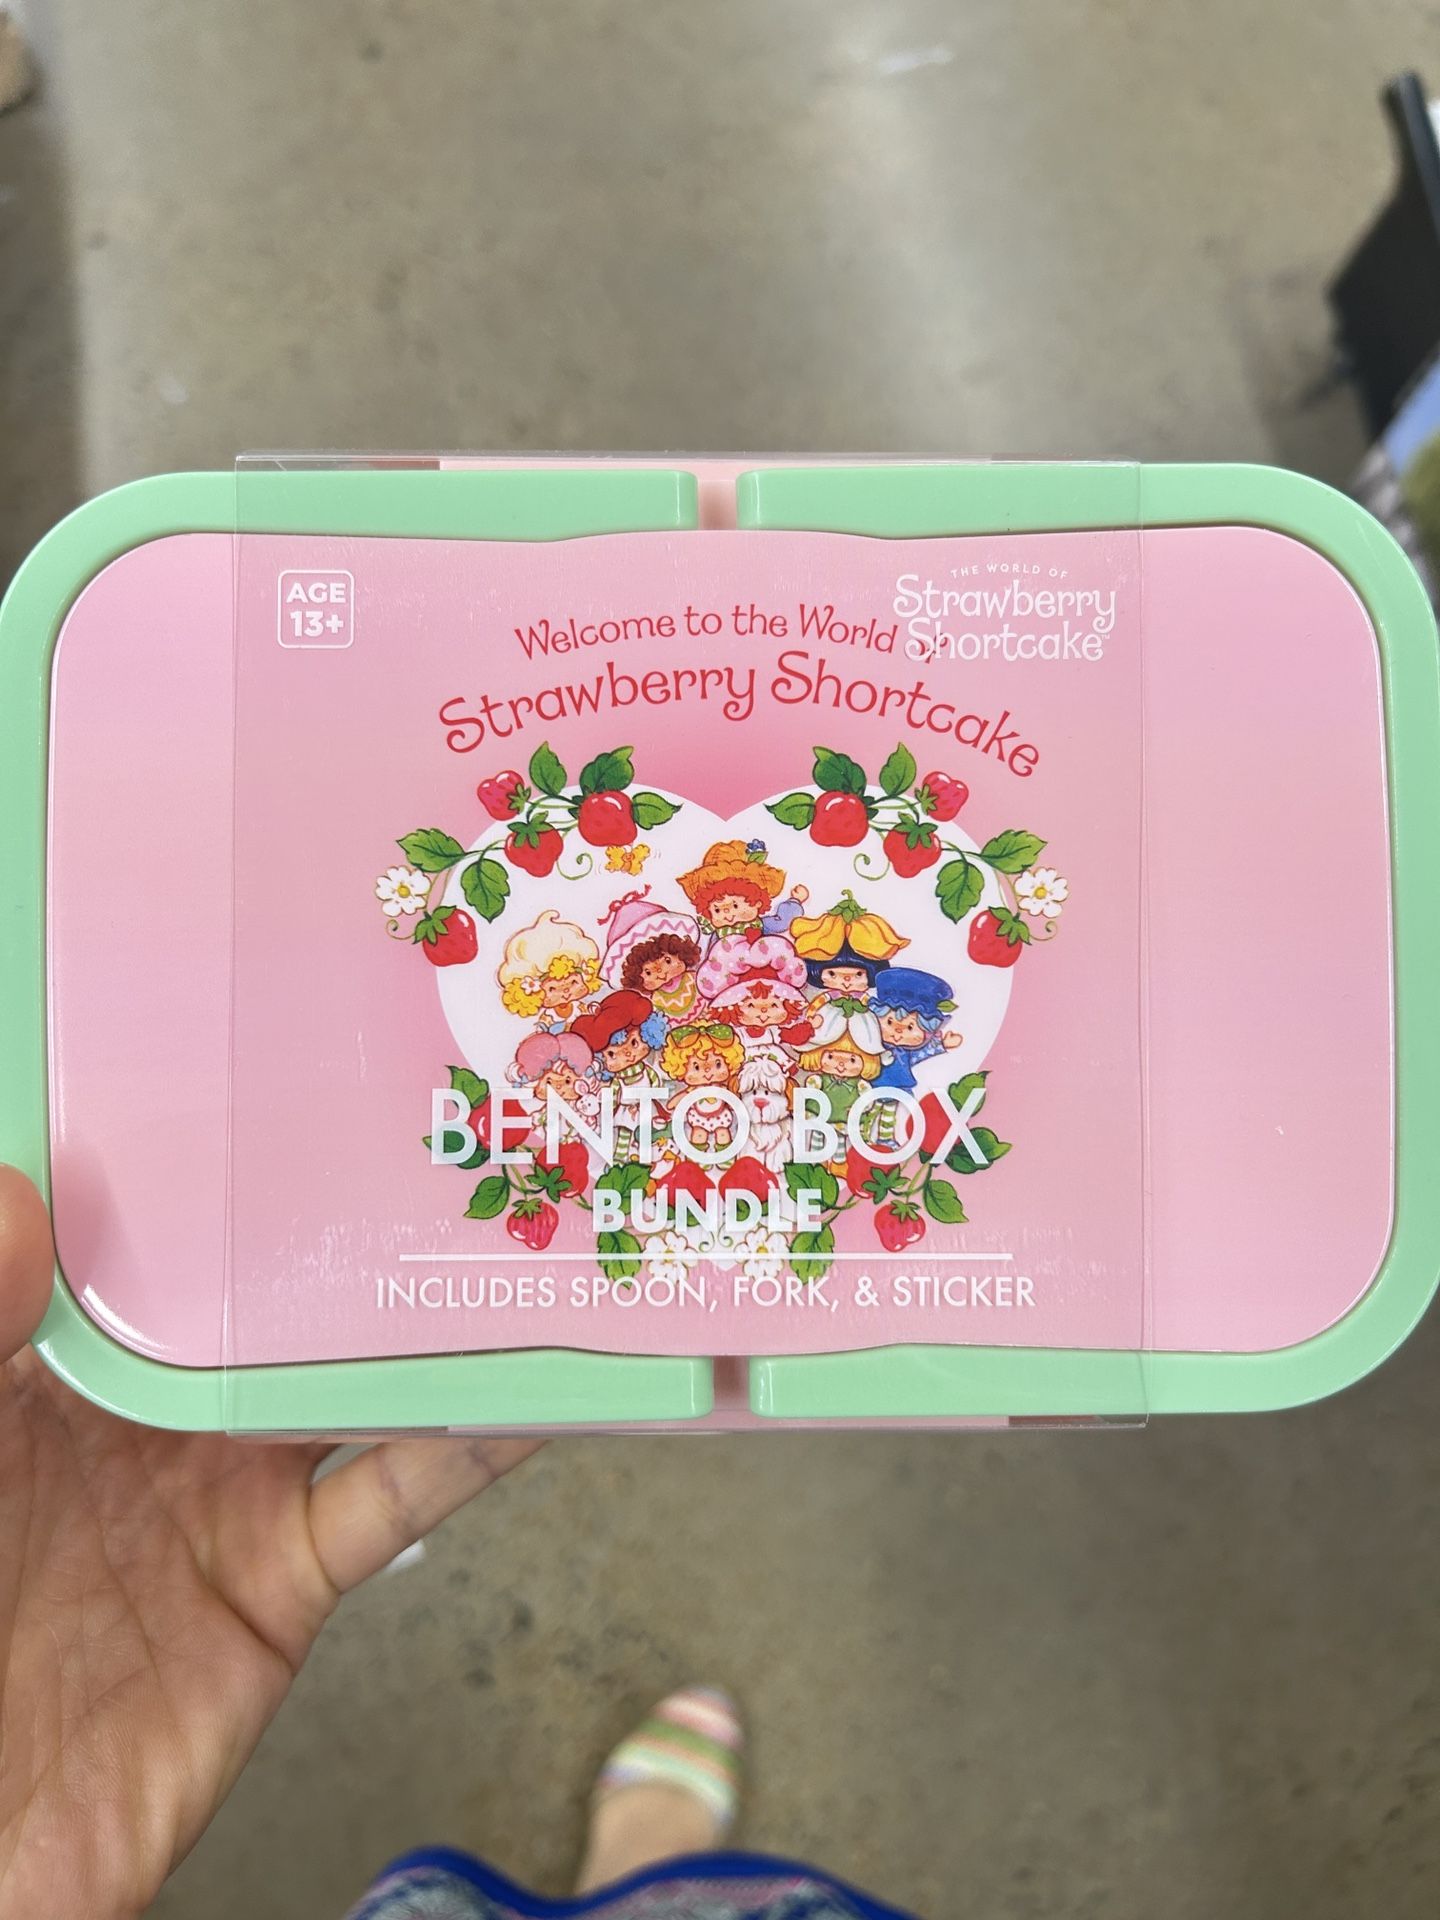 AGE
13+
THE WORLD OF
Strawberry
Shortcake™
Welcome to the World of
Strawberry Shortcake
BENTO BOX
BUNDLE
INCLUDES SPOON, FORK, & STICKER